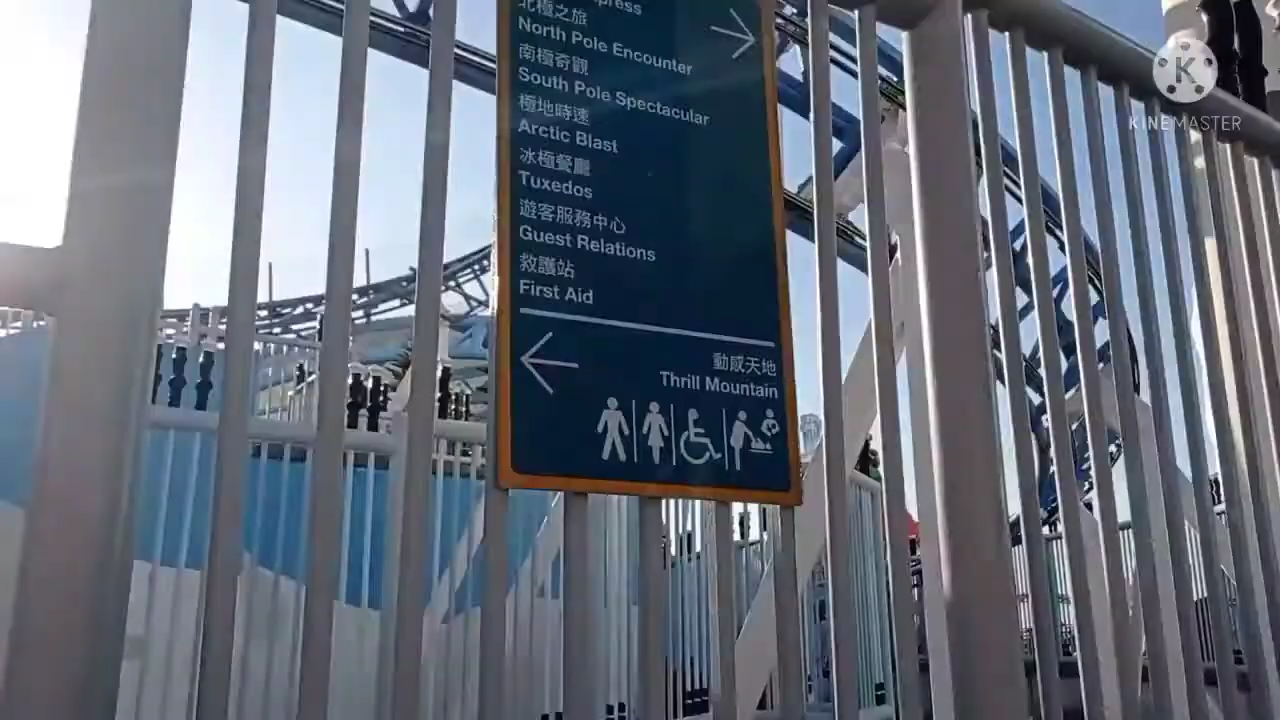 北極之旅
North Pole Encounter
南極奇觀
South Pole Spectacular
極地時速
Arctic Blast
冰極餐廳
Tuxedos
遊客服務中心
Guest Relations
救護站
First Aid
動感天地
Thrill Mountain
K
KINEMASTER